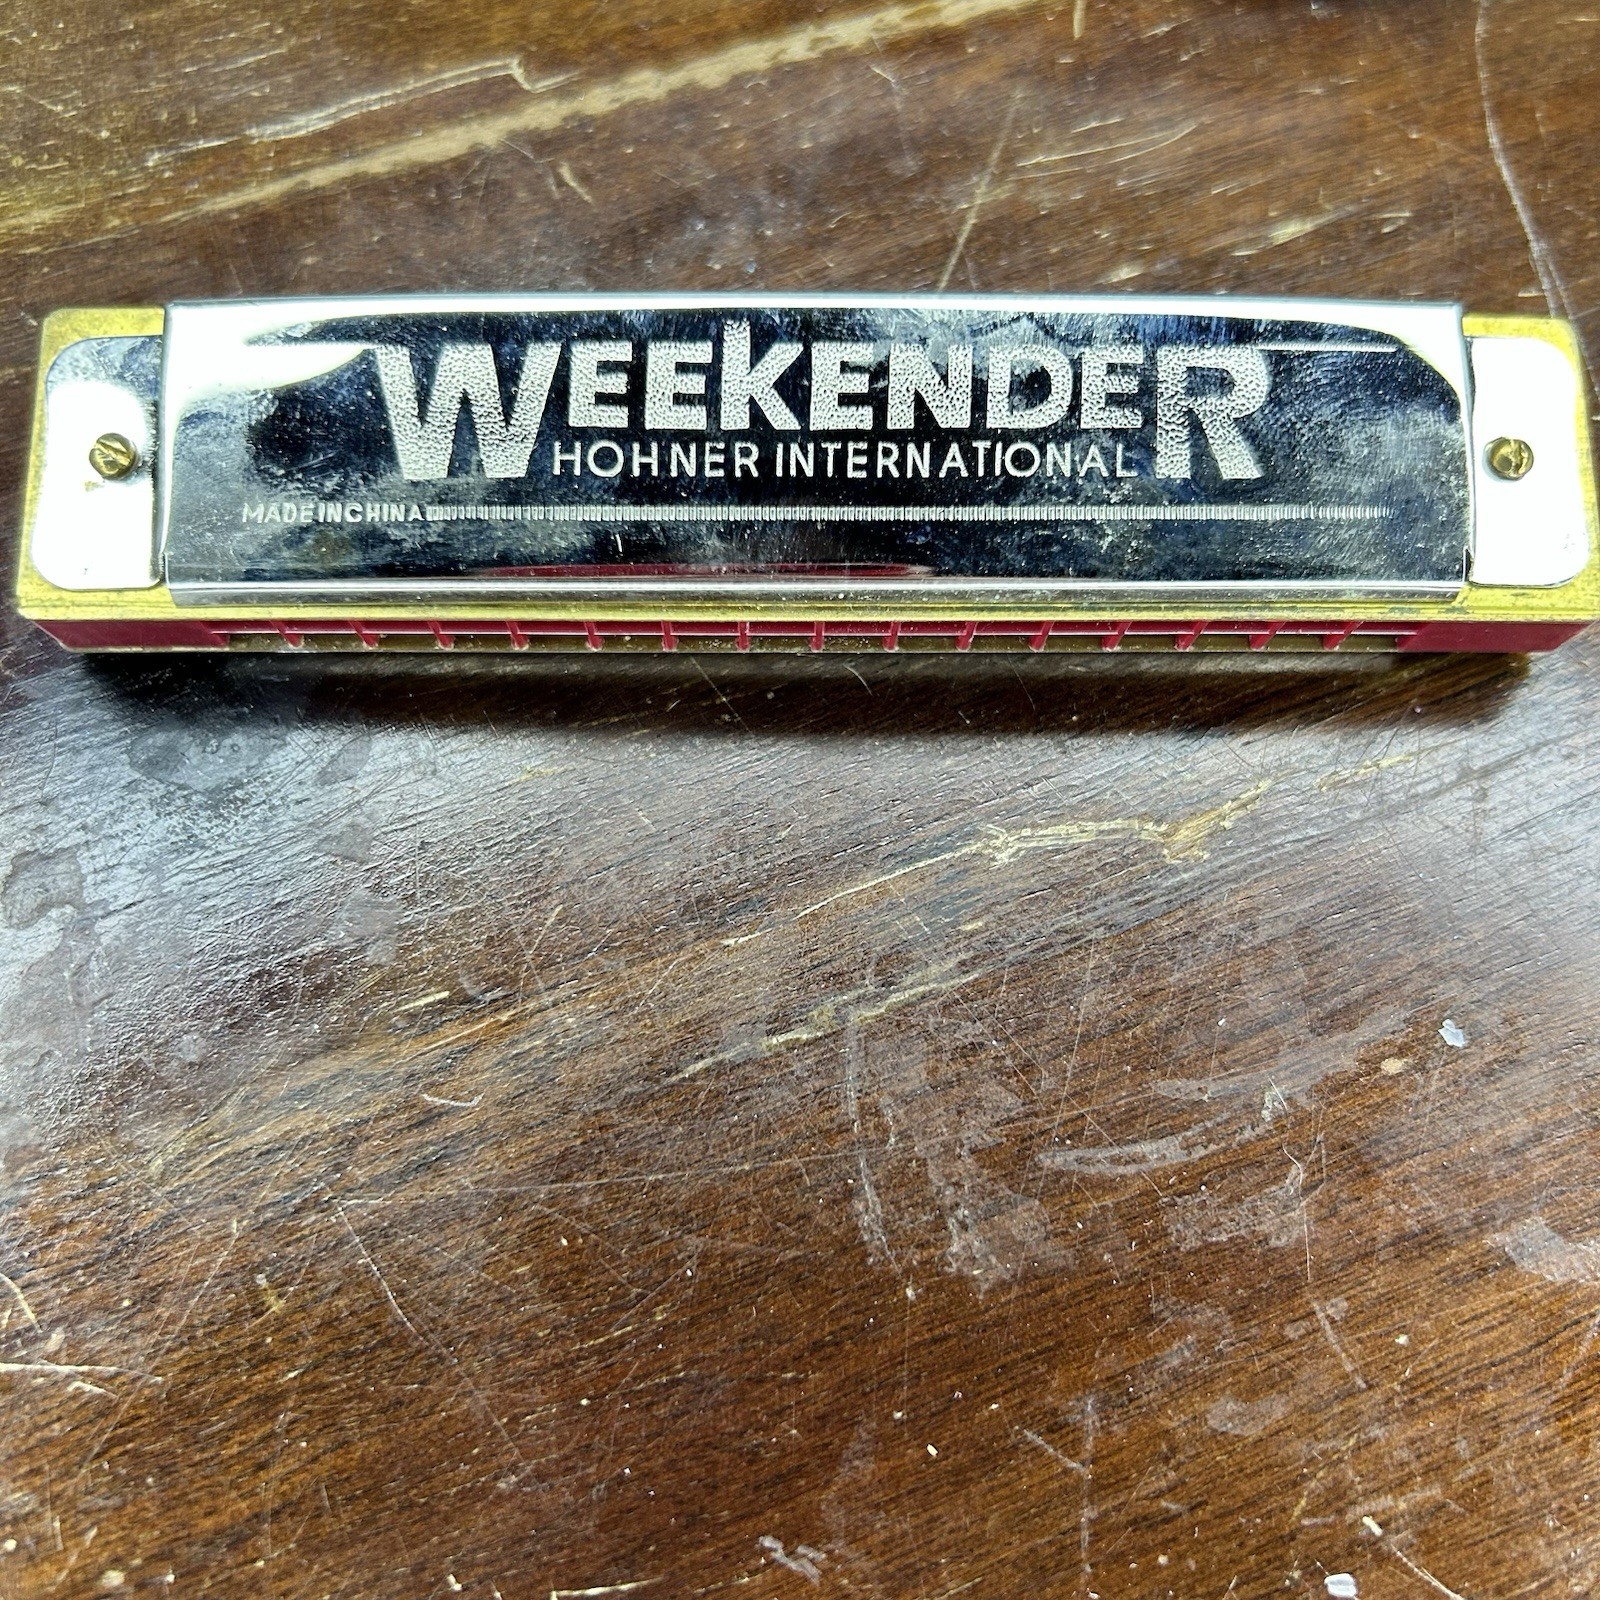 WEEKENDER
HOHNER INTERNATIONAL
MADE IN CHINA